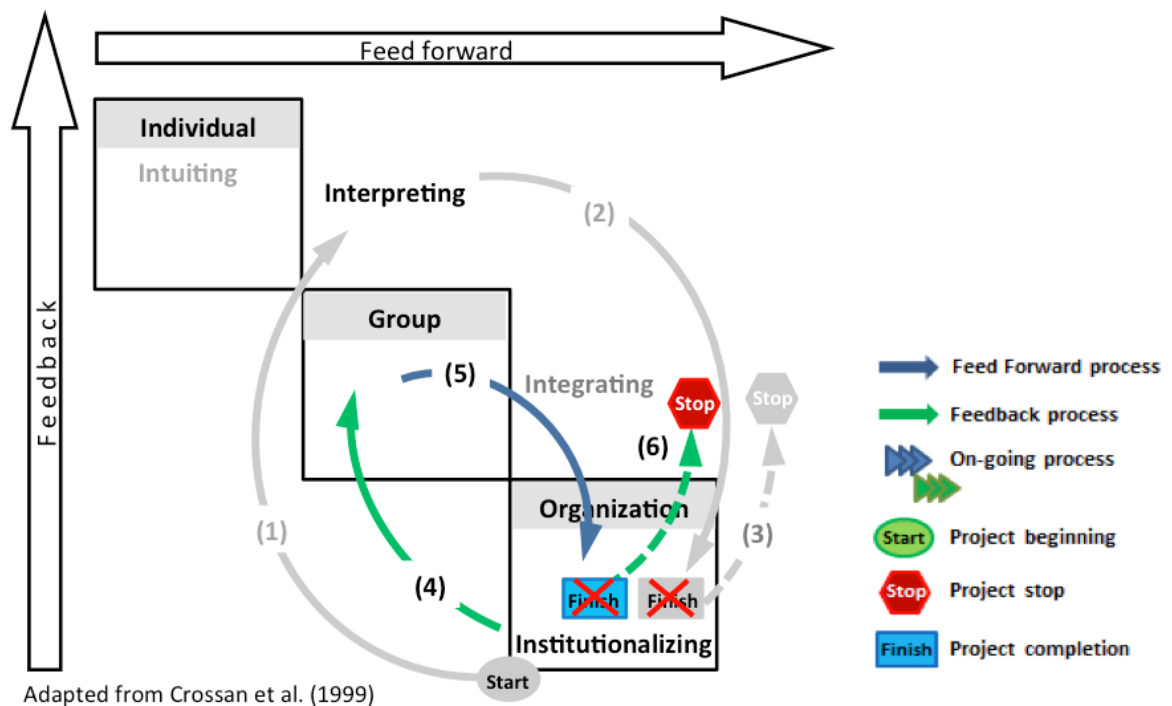 Feed forward
Feedback
Individual
Intuiting
Interpreting
(2)
Group
(5)
Integrating
Stop
Stop
(6)
(1)
(4)
Organization
(3)
Finish
Finish
Institutionalizing
Start
Adapted from Crossan et al. (1999)
Feed Forward process
Feedback process
On-going process
Start
Project beginning
Stop
Project stop
Finish
Project completion